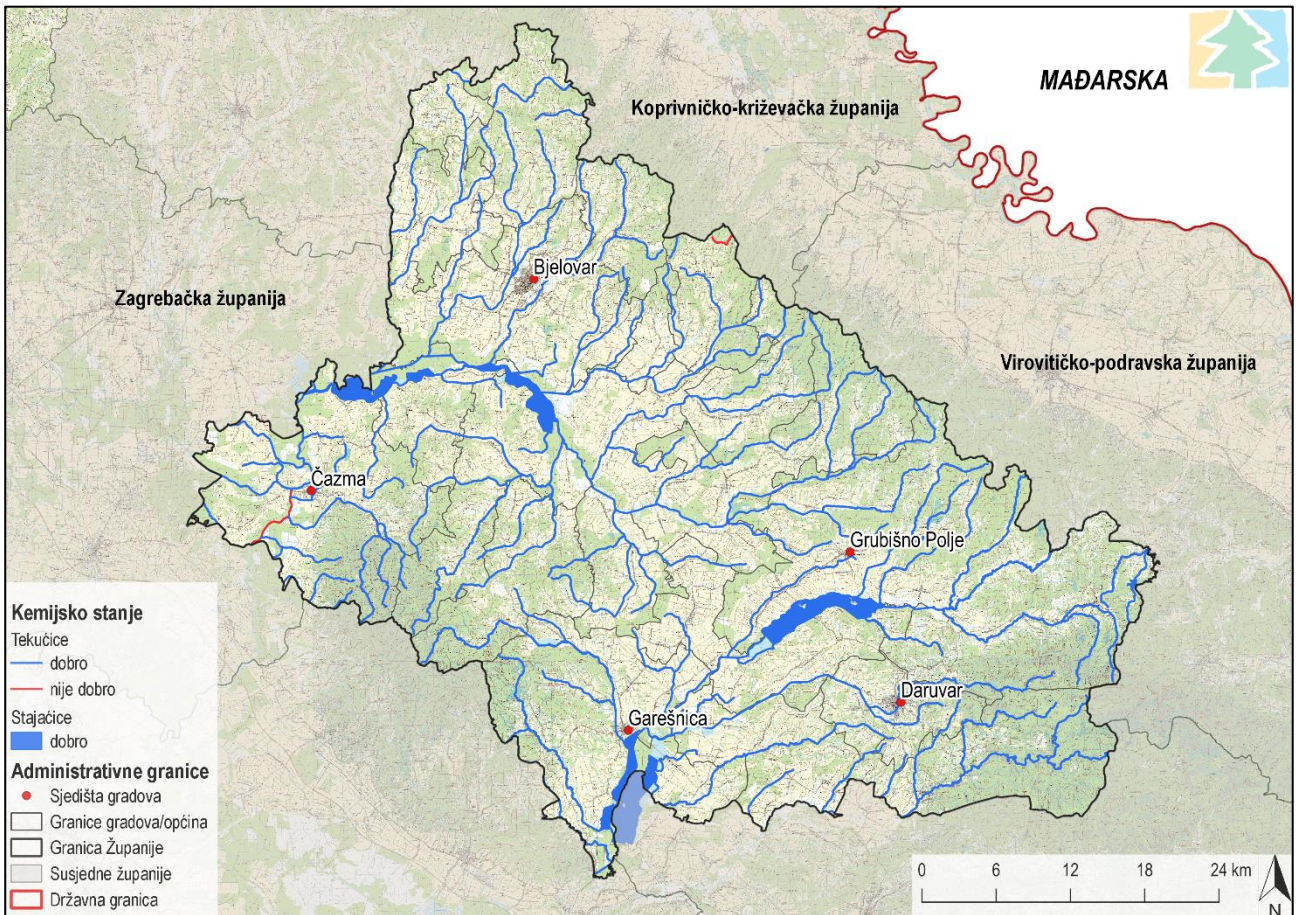 MAĐARSKA
Koprivničko-križevačka županija
Bjelovar
Zagrebačka županija
Virovitičko-podravska županija
Čazma
Grubišno Polje
Daruvar
Garešnica
Kemijsko stanje
Tekućice
dobro
nije dobro
Stajaćice
dobro
Administrativne granice
Sjedišta gradova
Granice gradova/općina
Granica Županije
Susjedne županije
Državna granica
0 6 12 18 24 km
N